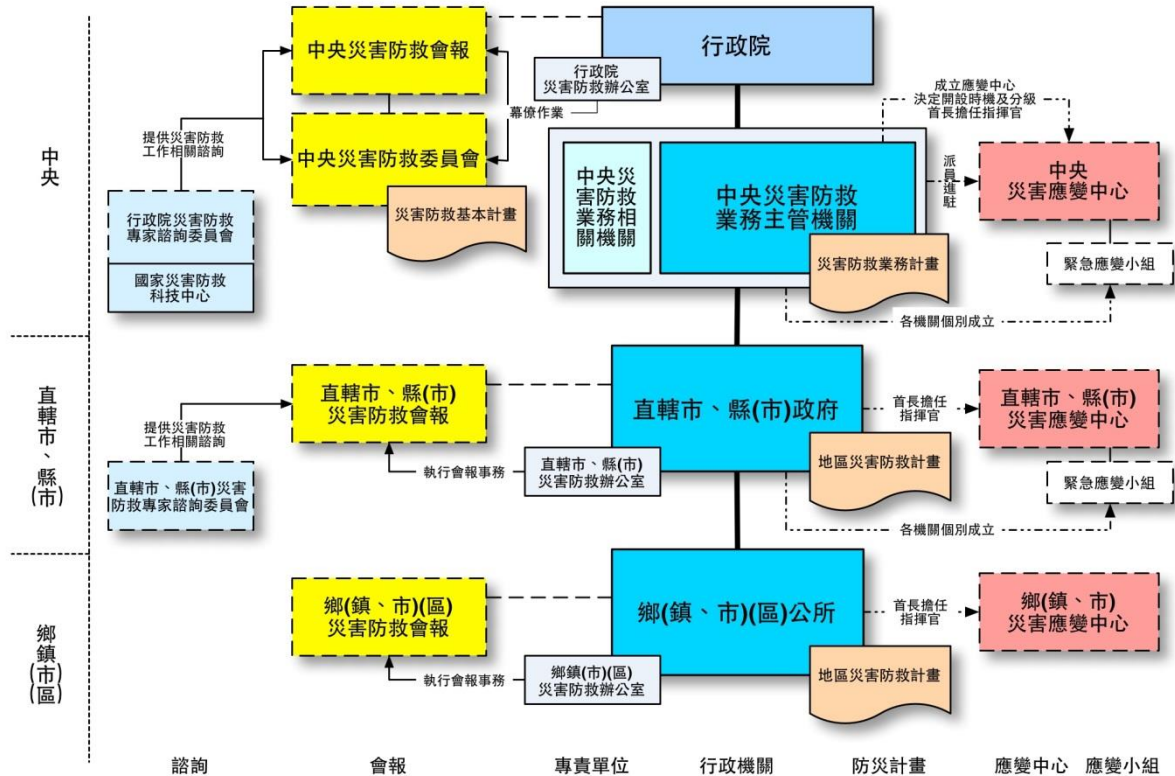 中央災害防救會報
行政院
行政院
災害防救辦公室
幕僚作業
成立應變中心
決定開設時機及分級
首長擔任指揮官
提供災害防救
工作相關諮詢
中央災害防救委員會
災害防救基本計畫
中央災
害防救
業務相
關機關
中央災害防救
業務主管機關
災害防救業務計畫
派員進駐
中央
災害應變中心
緊急應變小組
各機關個別成立
行政院災害防救
專家諮詢委員會
國家災害防救
科技中心
中央
直轄市、縣(市)
災害防救會報
直轄市、縣(市)政府
首長擔任
指揮官
直轄市、縣(市)
災害應變中心
提供災害防救
工作相關諮詢
執行會報事務
直轄市、縣(市)
災害防救辦公室
地區災害防救計畫
緊急應變小組
直轄市、縣(市)災害
防救專家諮詢委員會
各機關個別成立
直轄市、縣(市)
鄉(鎮、市)(區)
災害防救會報
鄉(鎮、市)(區)公所
首長擔任
指揮官
鄉(鎮、市)
災害應變中心
執行會報事務
鄉鎮(市)(區)
災害防救辦公室
地區災害防救計畫
鄉鎮(市)(區)
諮詢
會報
專責單位
行政機關
防災計畫
應變中心
應變小組